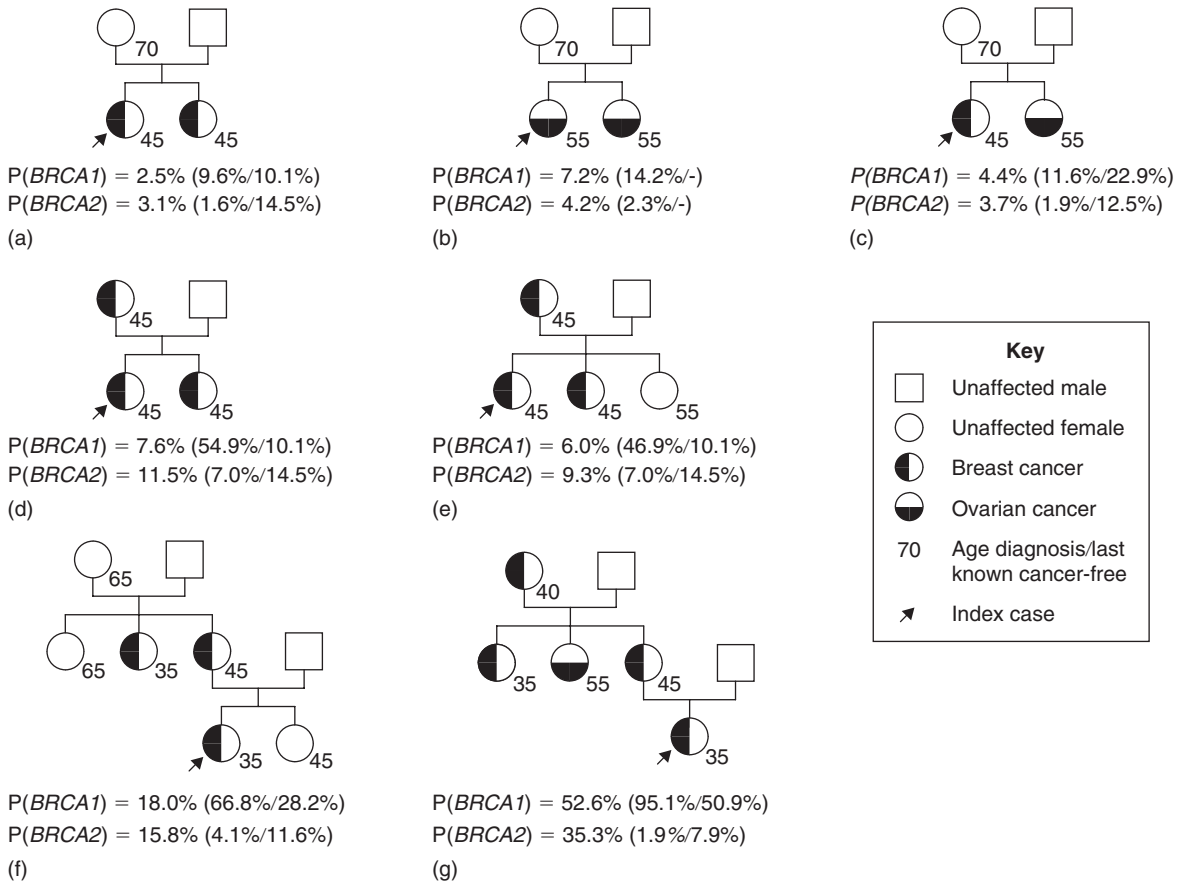 70
45 45
P(BRCA1) = 2.5% (9.6%/10.1%)
P(BRCA2) = 3.1% (1.6%/14.5%)
(a)
70
55 55
P(BRCA1) = 7.2% (14.2%/-)
P(BRCA2) = 4.2% (2.3%/-)
(b)
70
45 55
P(BRCA1) = 4.4% (11.6%/22.9%)
P(BRCA2) = 3.7% (1.9%/12.5%)
(c)
45
45 45
P(BRCA1) = 7.6% (54.9%/10.1%)
P(BRCA2) = 11.5% (7.0%/14.5%)
(d)
45
45 45 55
P(BRCA1) = 6.0% (46.9%/10.1%)
P(BRCA2) = 9.3% (7.0%/14.5%)
(e)
Key
Unaffected male
Unaffected female
Breast cancer
Ovarian cancer
70 Age diagnosis/last
known cancer-free
Index case
65
65 35 45
35 45
P(BRCA1) = 18.0% (66.8%/28.2%)
P(BRCA2) = 15.8% (4.1%/11.6%)
(f)
40
35 55 45
35
P(BRCA1) = 52.6% (95.1%/50.9%)
P(BRCA2) = 35.3% (1.9%/7.9%)
(g)